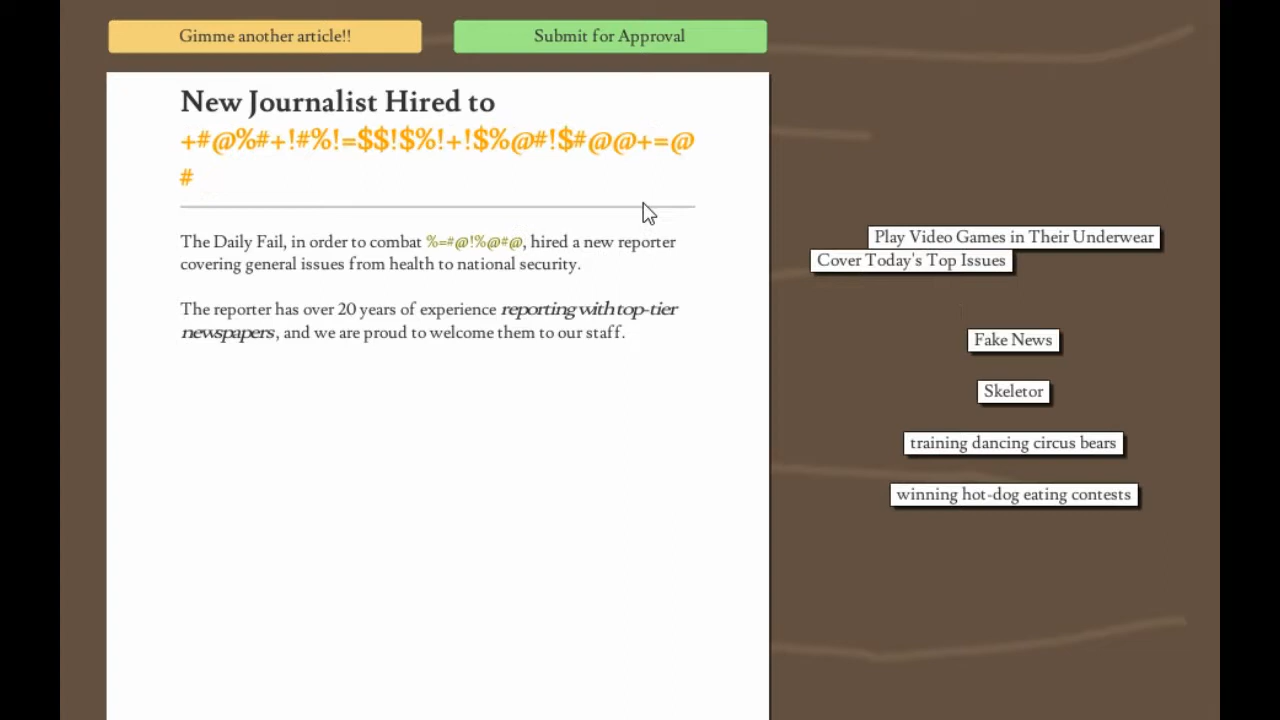 Gimme another article!!
Submit for Approval
New Journalist Hired to
+#@%#+!#%!=$$!$%!+!$%@#!$#@@+=@
#
The Daily Fail, in order to combat %=#@!%@#@, hired a new reporter
covering general issues from health to national security.
The reporter has over 20 years of experience reporting with top-tier
newspapers, and we are proud to welcome them to our staff.
Play Video Games in Their Underwear
Cover Today's Top Issues
Fake News
Skeletor
training dancing circus bears
winning hot-dog eating contests